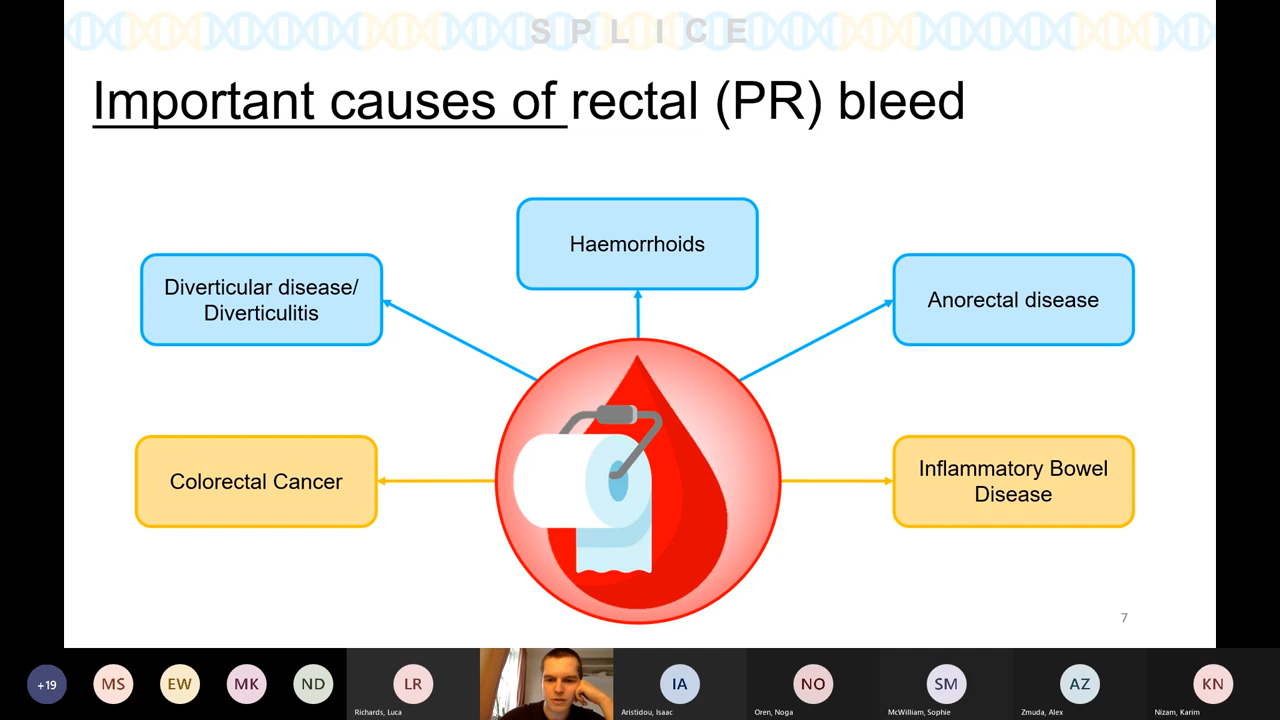 SPLICE
Important causes of rectal (PR) bleed
Haemorrhoids
Diverticular disease/
Diverticulitis
Anorectal disease
Colorectal Cancer
Inflammatory Bowel
Disease
7
+19
MS
EW
MK
ND
LR
IA
NO
SM
AZ
KN
Richards, Luca
Aristidou, Isaac
Oren, Noga
McWilliam, Sophie
Zmuda, Alex
Nizam, Karim